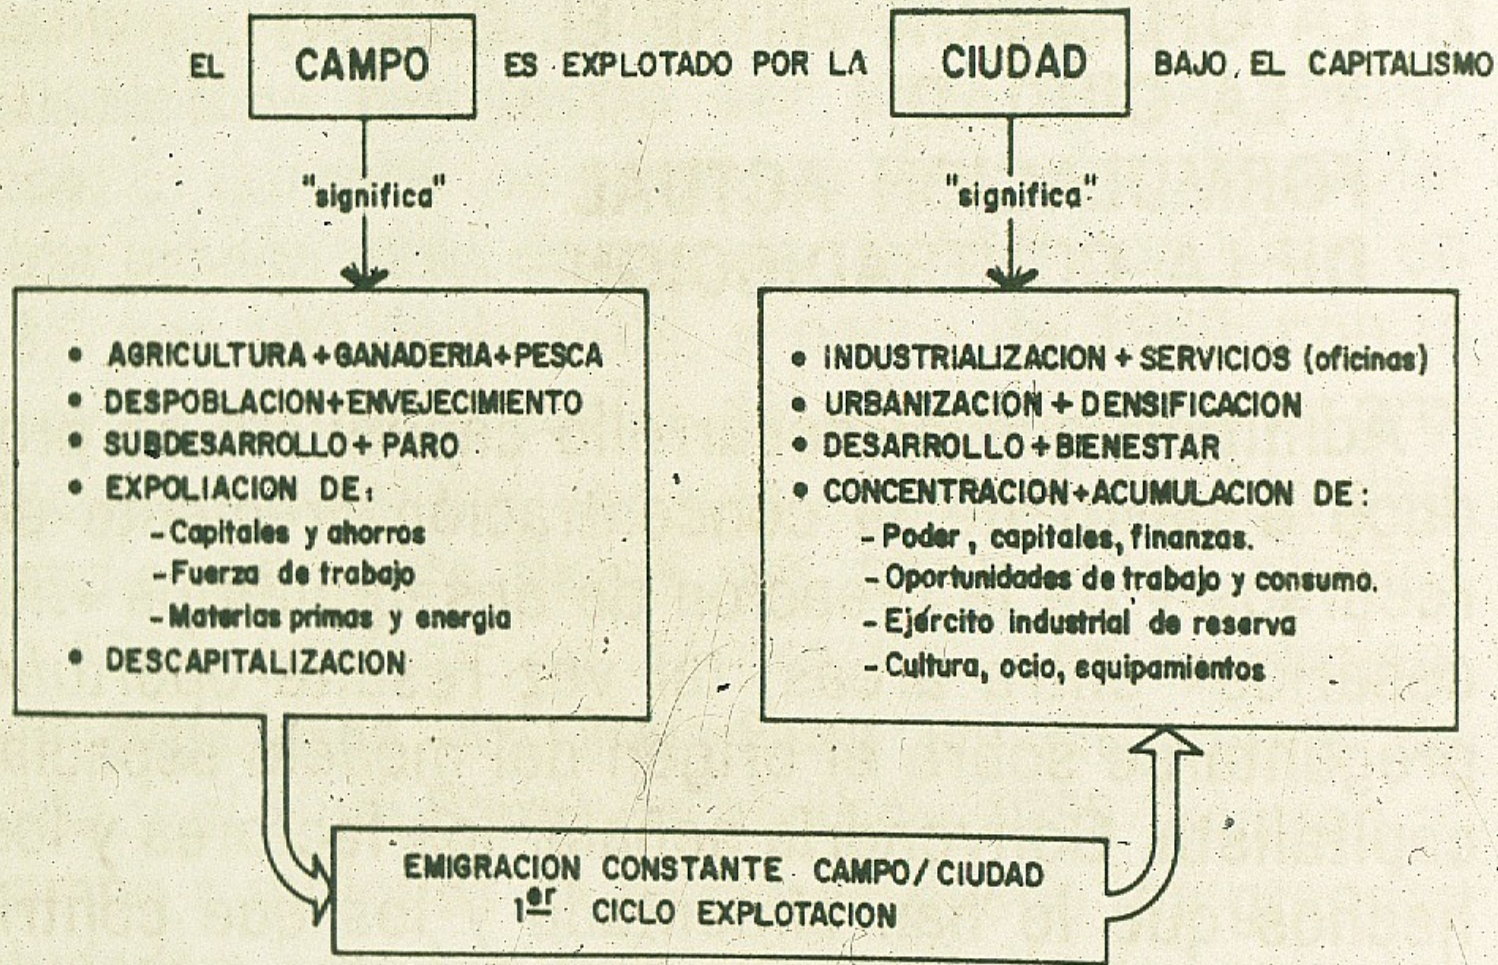 EL CAMPO ES EXPLOTADO POR LA CIUDAD BAJO EL CAPITALISMO
"significa"
"significa"
• AGRICULTURA+GANADERIA+PESCA
• DESPOBLACION+ENVEJECIMIENTO
• SUBDESARROLLO+ PARO
• EXPOLIACION DE:
-Capitales y ahorros
-Fuerza de trabajo
-Materias primas y energia
• DESCAPITALIZACION
• INDUSTRIALIZACION + SERVICIOS (oficinas)
• URBANIZACION + DENSIFICACION
• DESARROLLO + BIENESTAR
• CONCENTRACION+ACUMULACION DE:
-Poder, capitales, finanzas.
-Oportunidades de trabajo y consumo.
-Ejército industrial de reserva
-Cultura, ocio, equipamientos
EMIGRACION CONSTANTE CAMPO/CIUDAD
1er CICLO EXPLOTACION